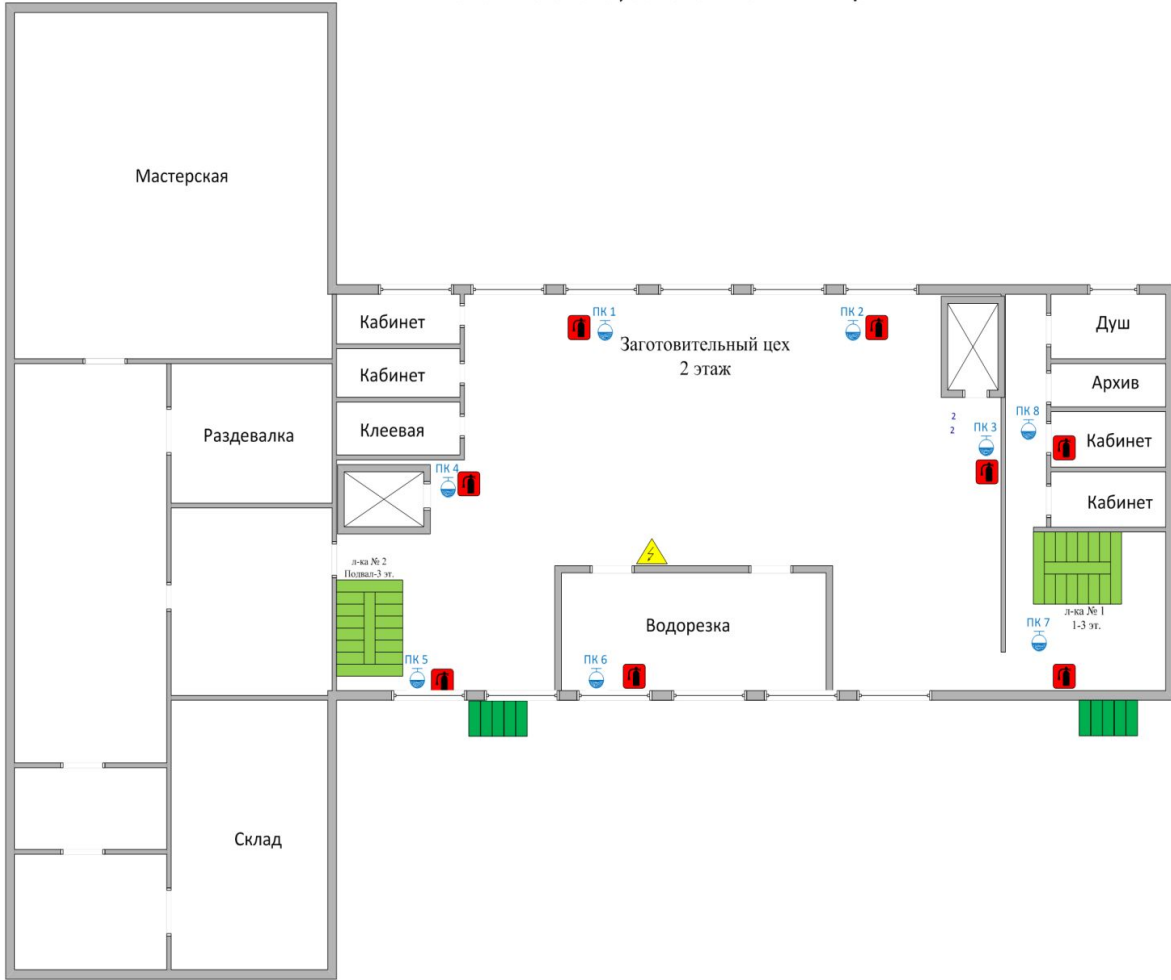 Мастерская
Кабинет
ПК 1
ПК 2
Душ
Заготовительный цех
2 этаж
Кабинет
Архив
Раздевалка
Клеевая
2
2
ПК 3
ПК 8
Кабинет
ПК 4
Кабинет
л-ка № 2
Подвал-3 эт.
л-ка № 1
1-3 эт.
Водорезка
ПК 7
ПК 5
ПК 6
Склад